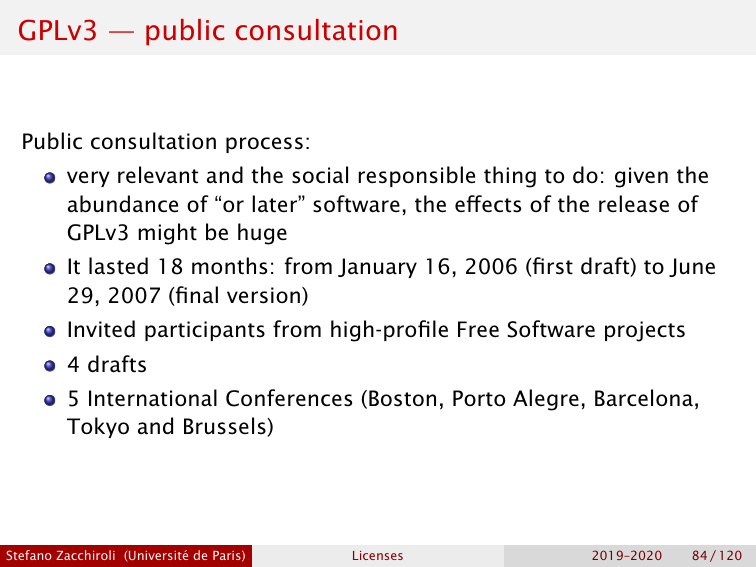 GPLv3 — public consultation
Public consultation process:
very relevant and the social responsible thing to do: given the
abundance of “or later” software, the effects of the release of
GPLv3 might be huge
It lasted 18 months: from January 16, 2006 (first draft) to June
29, 2007 (final version)
Invited participants from high-profile Free Software projects
4 drafts
5 International Conferences (Boston, Porto Alegre, Barcelona,
Tokyo and Brussels)
Stefano Zacchiroli (Université de Paris) Licenses 2019–2020 84 / 120